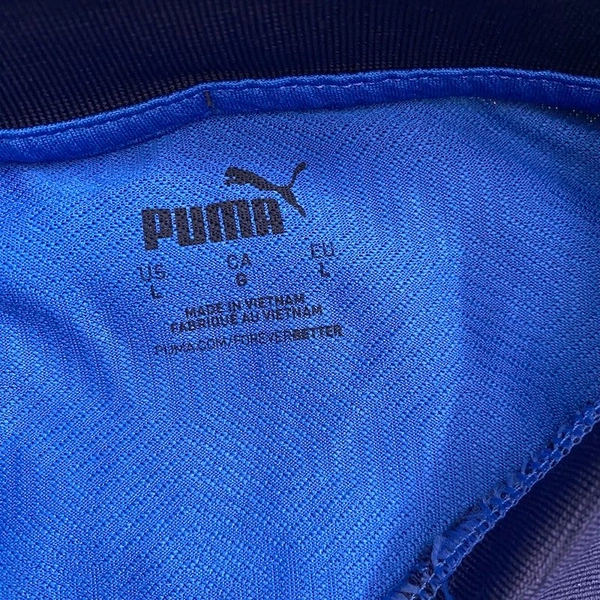 PUMA
US CA EU
L G L
MADE IN VIETNAM
FABRIQUÉ AU VIETNAM
PUMA.COM/FOREVERBETTER